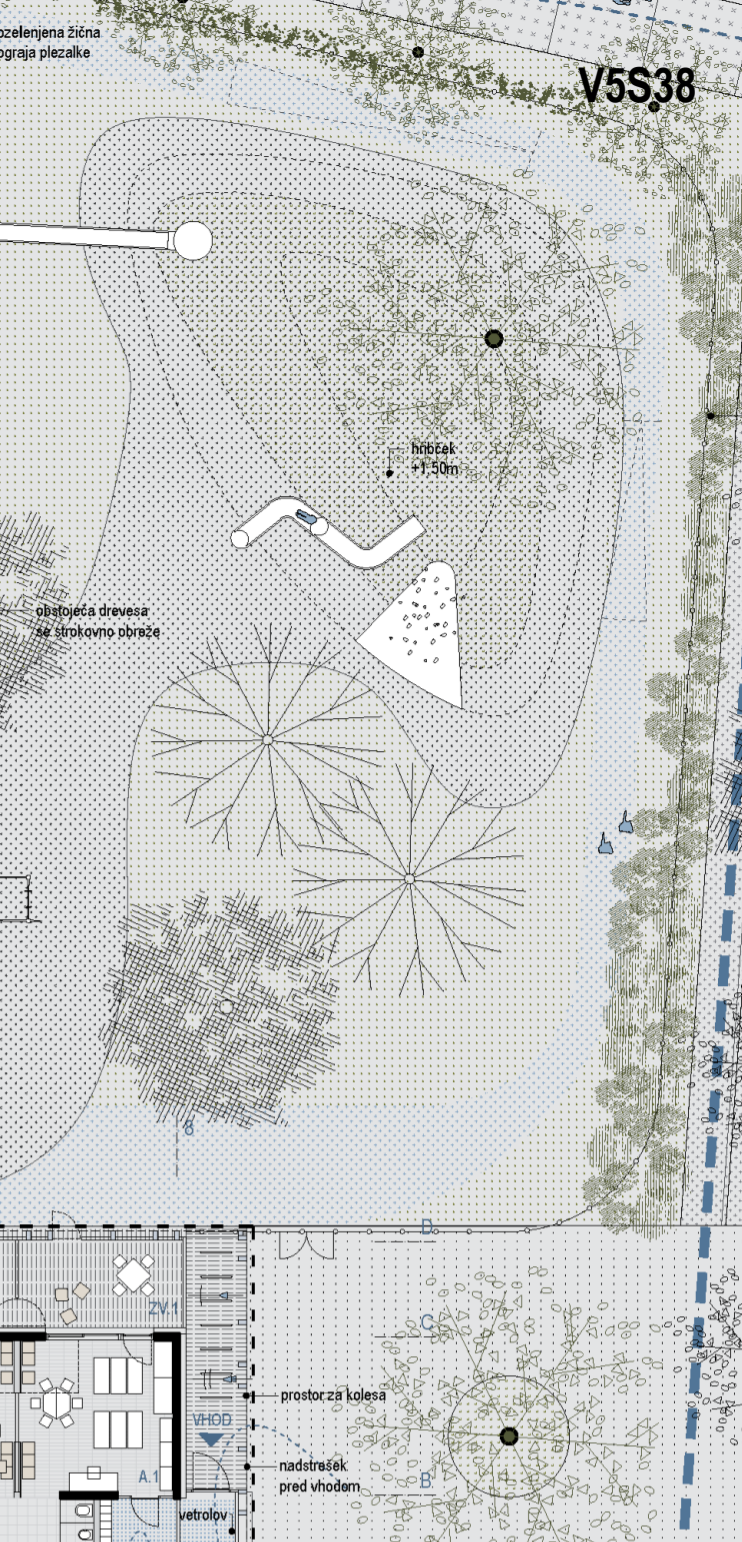 ozelenjena žična
ograja plezalke
V5S38
hribček
+1,50m
obstoječa drevesa
se strokovno obreže
8
D
ZV.1
C
prostor za kolesa
VHOD
nadstrešek
pred vhodom
A.1
B
vetrolov